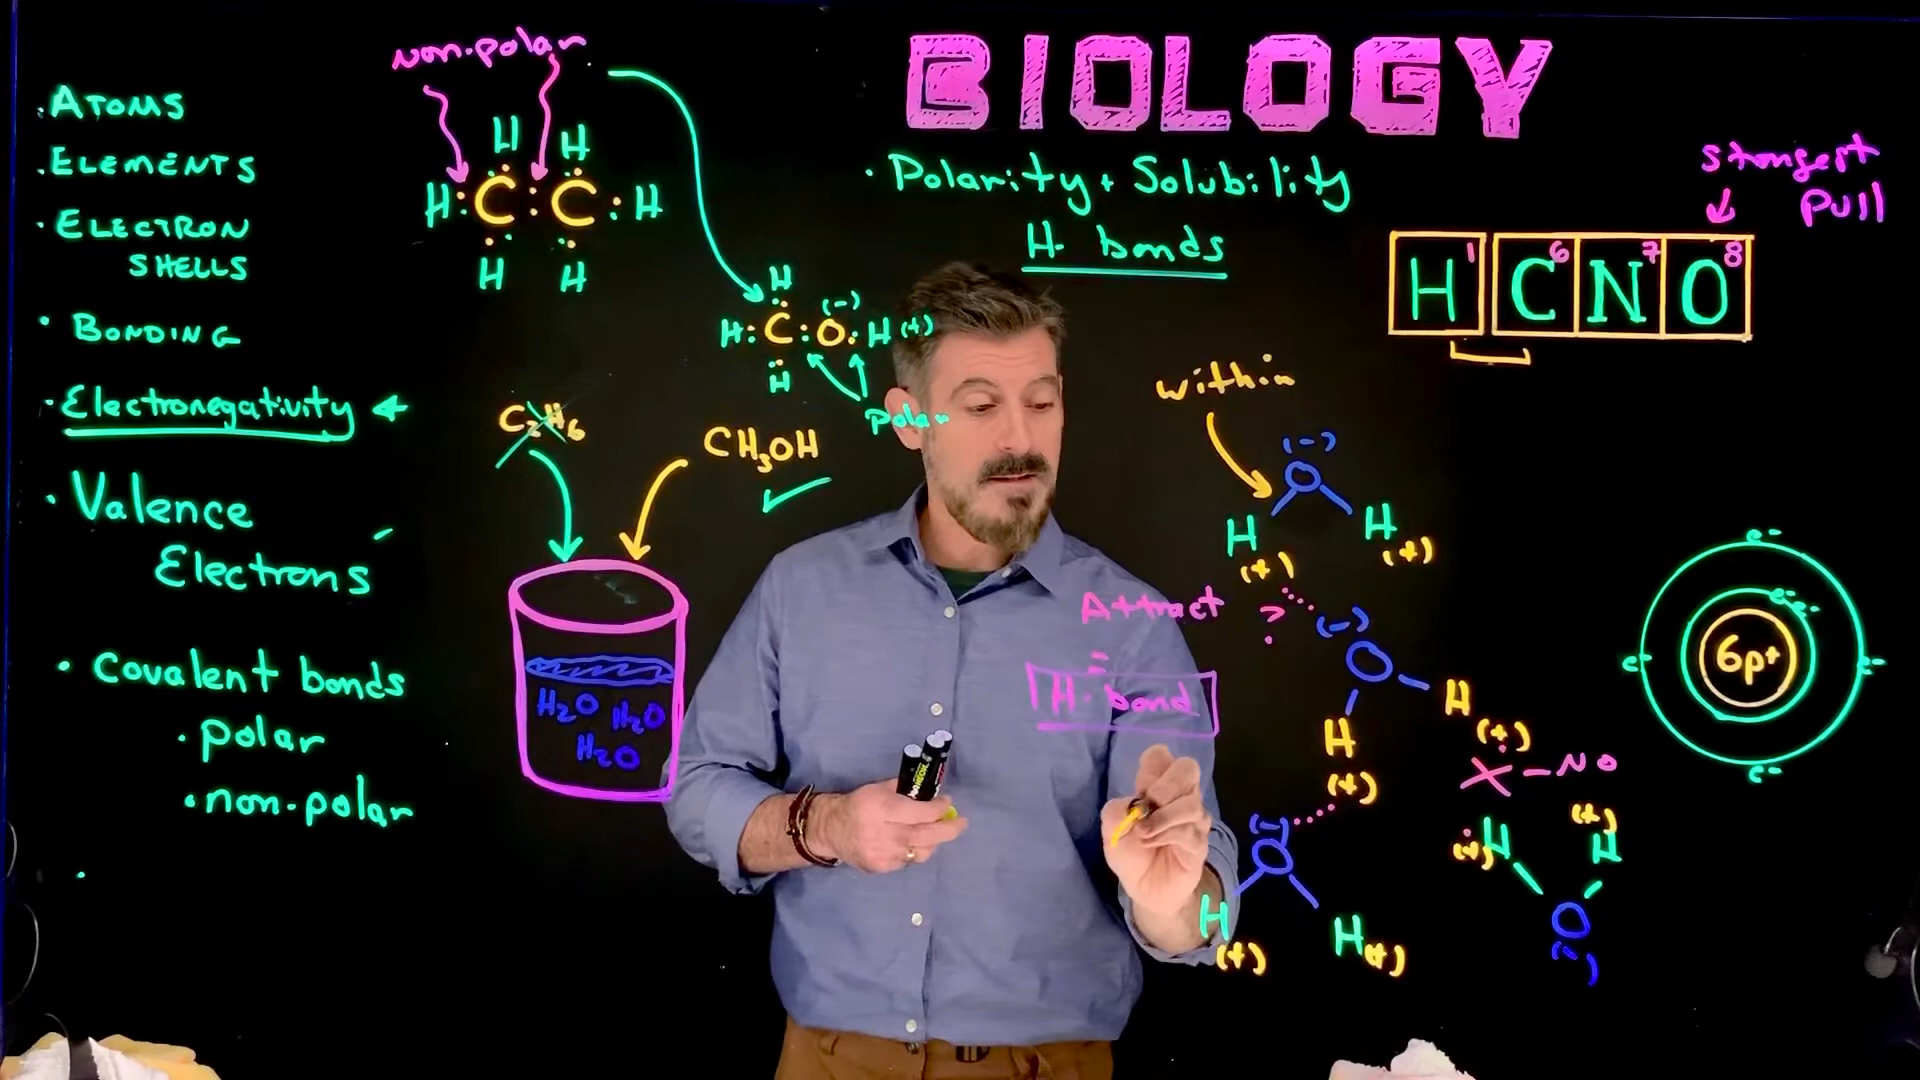 BIOLOGY
• Polarity + Solubility
H- bonds
• ATOMS
• ELEMENTS
• ELECTRON
SHELLS
• BONDING
• Electronegativity
• Valence
Electrons
• Covalent bonds
• polar
• non-polar
non-polar
H H
H:C:C:H
H H
H
H:C:O:H (+)
(-)
H
polar
C2H6
CH3OH
H2O H2O
H2O
strongest
pull
H 1 C 6 N 7 O 8
within
(-)
O
H H
(+) (+)
Attract
?
(-)
O
H-bond
H
H
(+)
(+)
X - NO
(-)
O
H H
(+) (+)
(+)
(+) H H
O
(-)
e-
e- e-
6p+
e- e-
e-